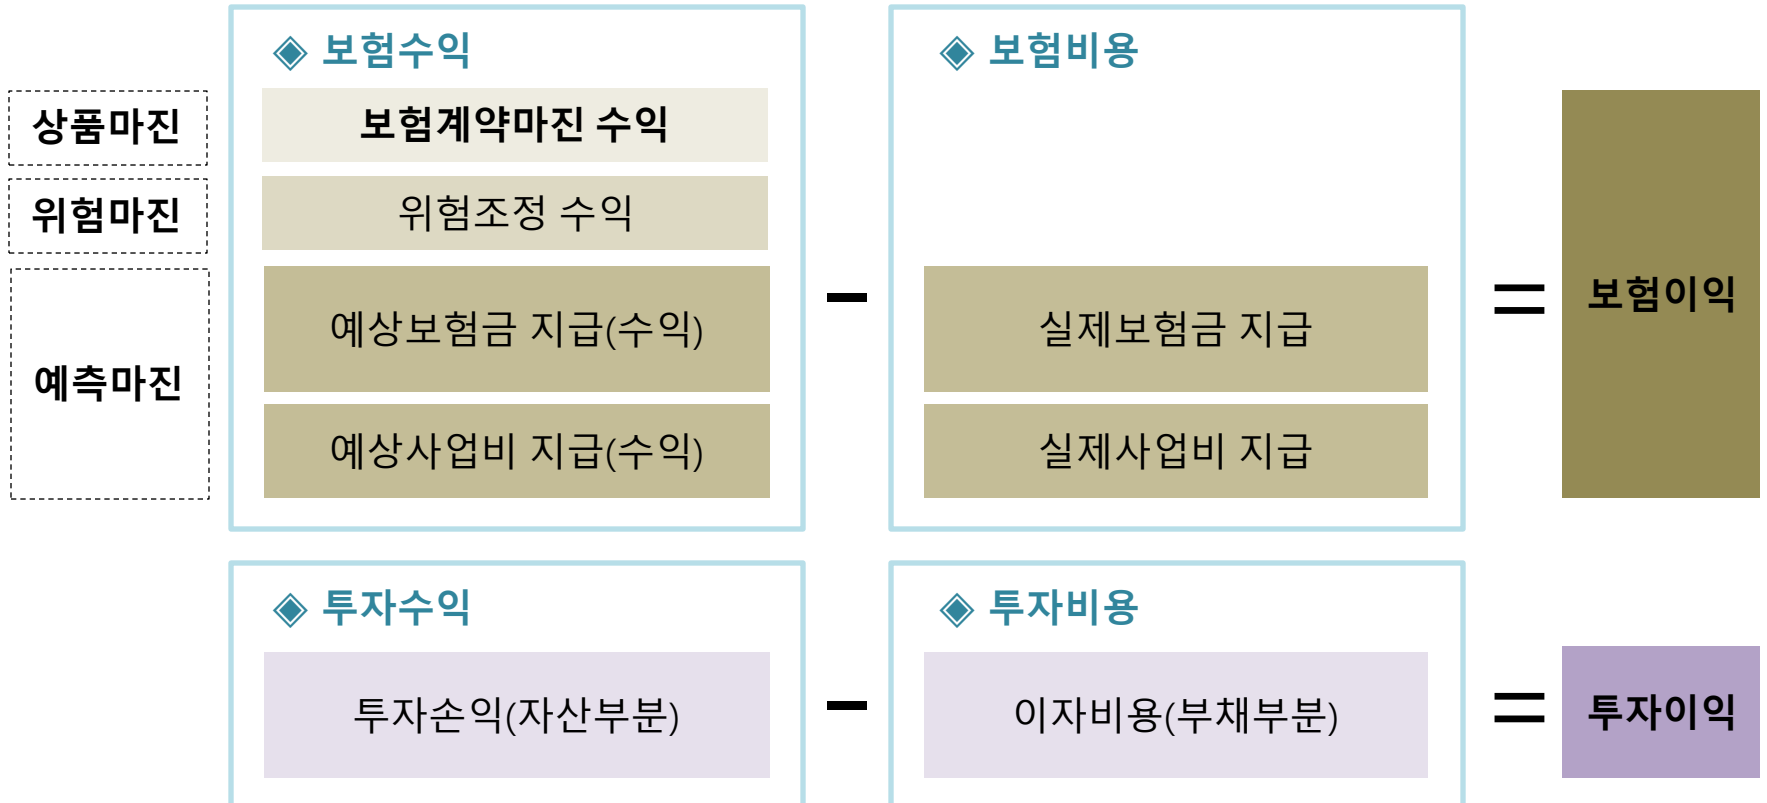 ◈ 보험수익
◈ 보험비용
상품마진
보험계약마진 수익
위험마진
위험조정 수익
예측마진
예상보험금 지급(수익)
−
실제보험금 지급
=
보험이익
예상사업비 지급(수익)
실제사업비 지급
◈ 투자수익
◈ 투자비용
투자손익(자산부분)
−
이자비용(부채부분)
=
투자이익